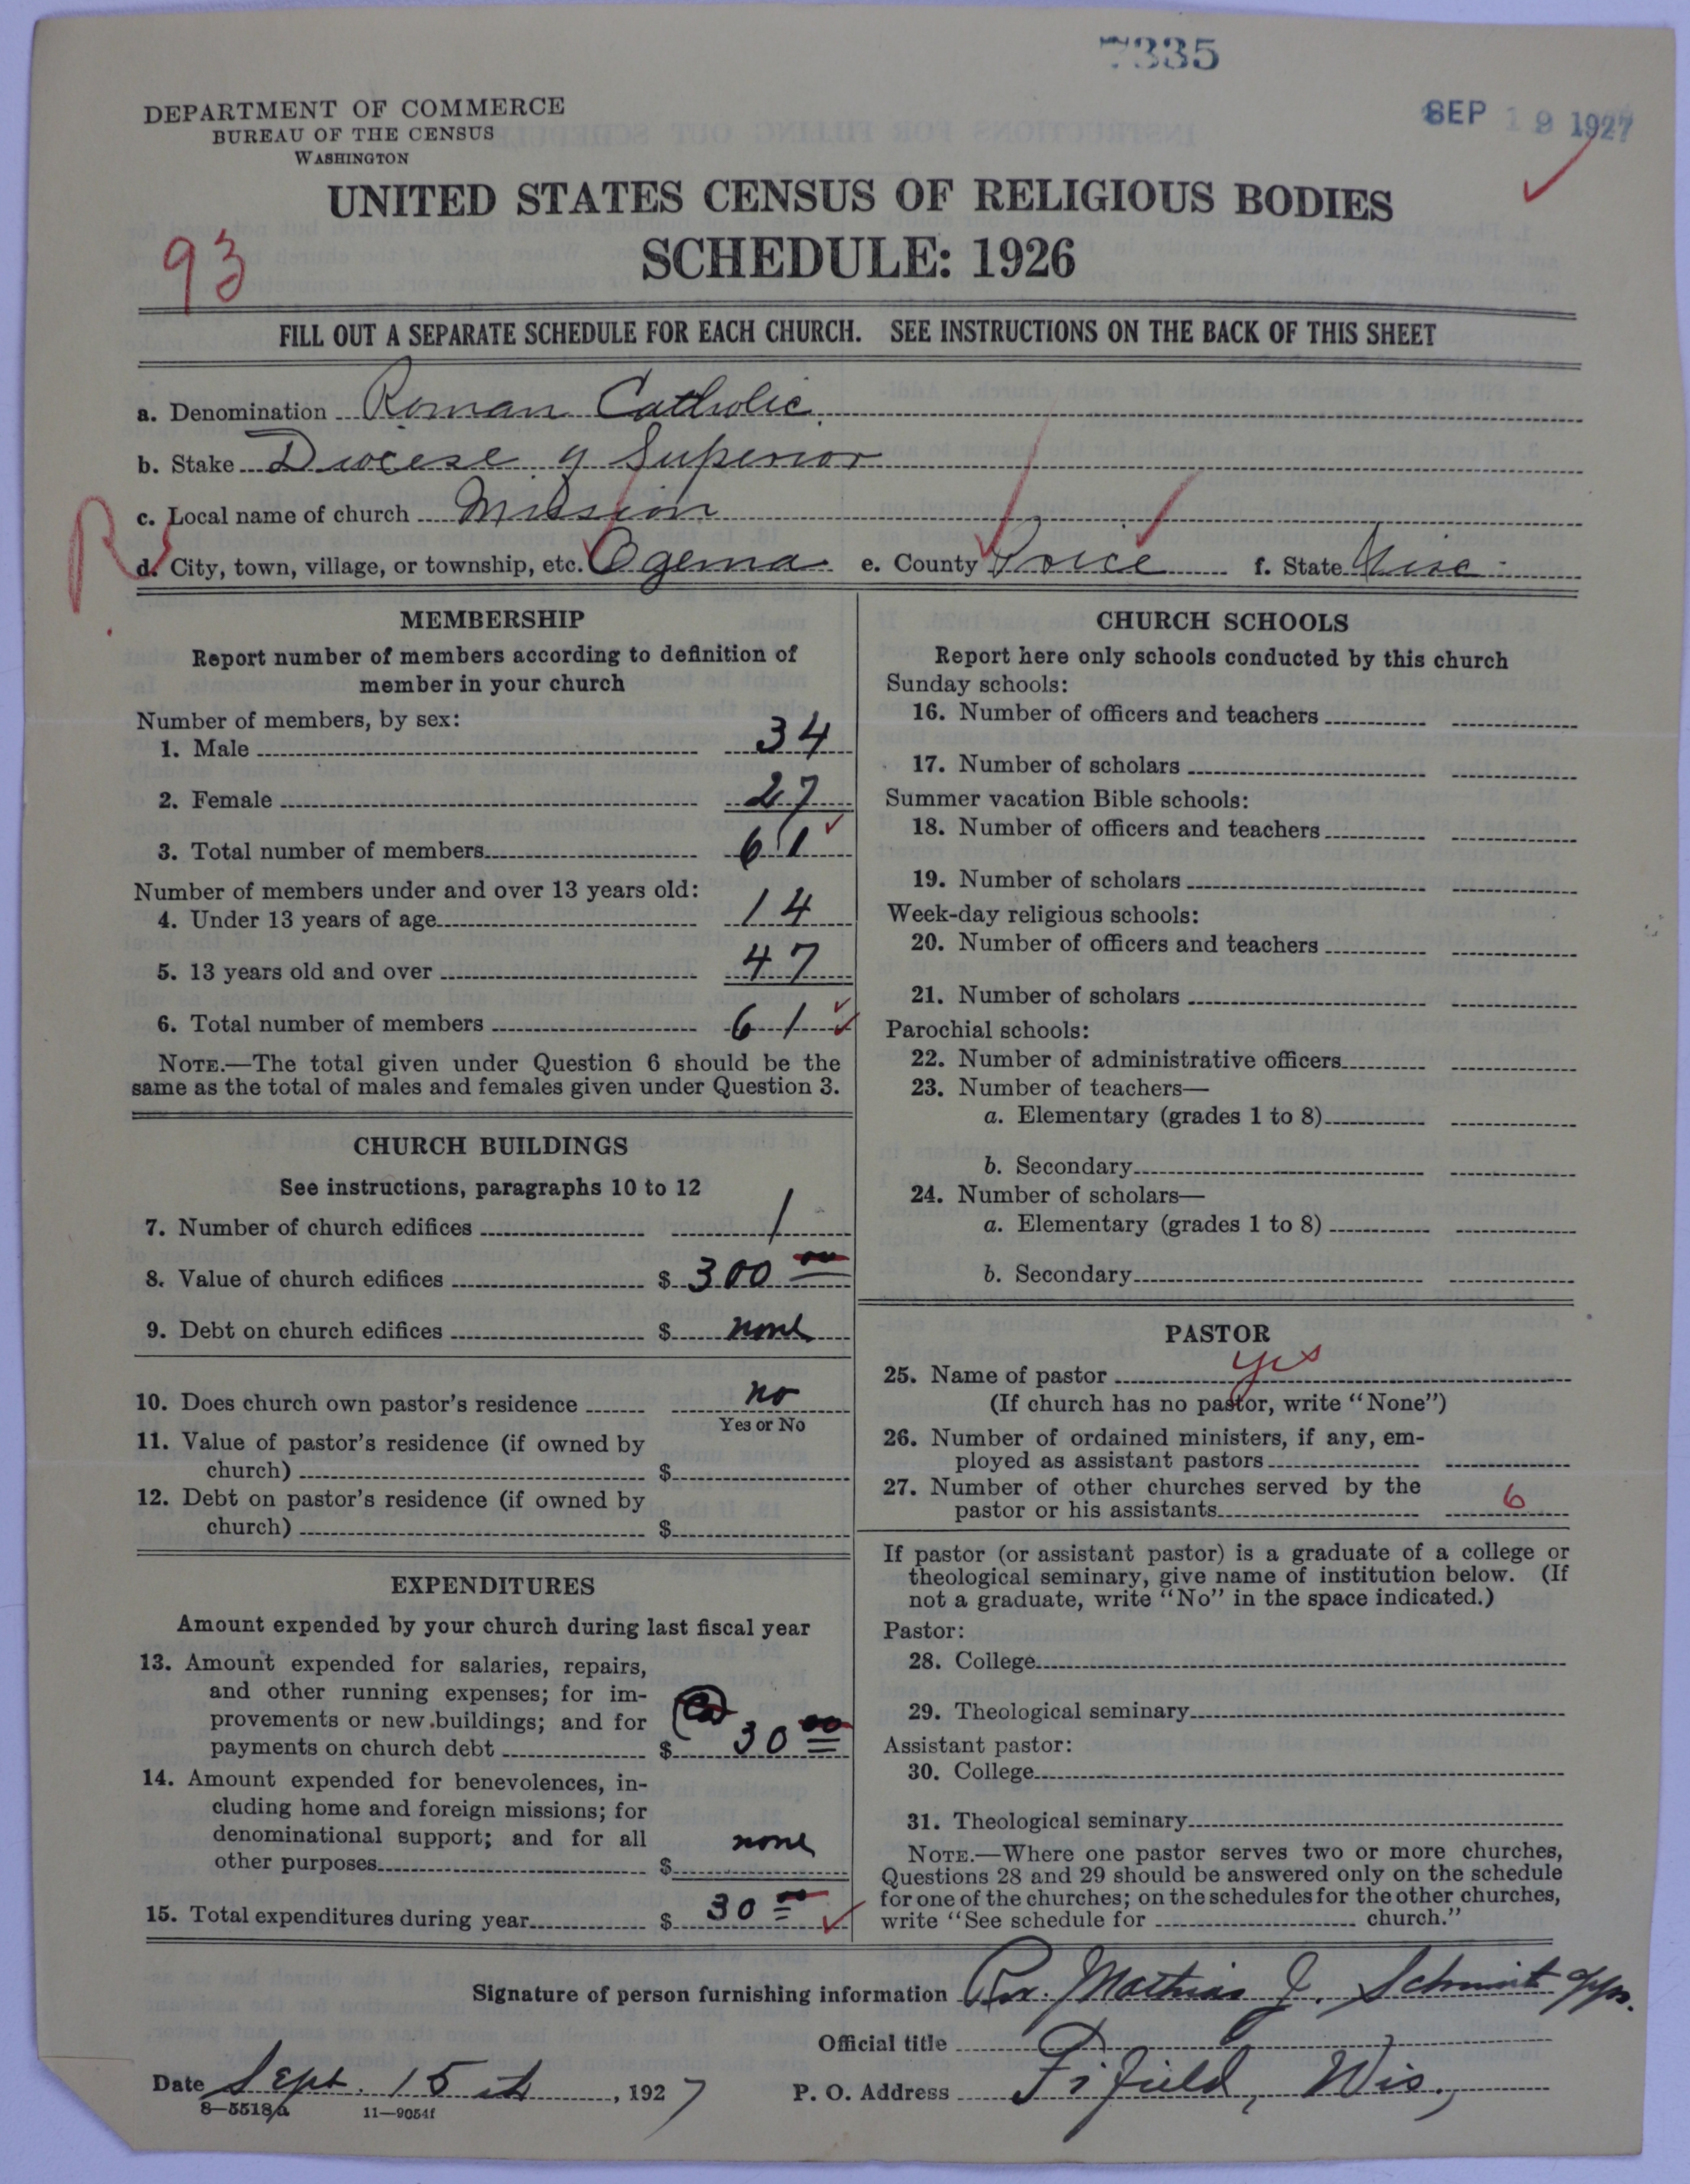 7335
SEP 19 1927
DEPARTMENT OF COMMERCE
BUREAU OF THE CENSUS
WASHINGTON
UNITED STATES CENSUS OF RELIGIOUS BODIES
SCHEDULE: 1926
93
FILL OUT A SEPARATE SCHEDULE FOR EACH CHURCH. SEE INSTRUCTIONS ON THE BACK OF THIS SHEET
a. Denomination Roman Catholic
b. Stake Diocese of Superior
R
c. Local name of church Mission
d. City, town, village, or township, etc. Ogema e. County Price f. State Wisc
MEMBERSHIP
Report number of members according to definition of
member in your church
Number of members, by sex:
1. Male 34
2. Female 27
3. Total number of members 61
Number of members under and over 13 years old:
4. Under 13 years of age 14
5. 13 years old and over 47
6. Total number of members 61
NOTE.—The total given under Question 6 should be the
same as the total of males and females given under Question 3.
CHURCH BUILDINGS
See instructions, paragraphs 10 to 12
7. Number of church edifices 1
8. Value of church edifices $ 300 00
9. Debt on church edifices $ none
10. Does church own pastor's residence no
Yes or No
11. Value of pastor's residence (if owned by
church) $
12. Debt on pastor's residence (if owned by
church) $
EXPENDITURES
Amount expended by your church during last fiscal year
13. Amount expended for salaries, repairs,
and other running expenses; for im-
provements or new buildings; and for
payments on church debt $ 30 00
14. Amount expended for benevolences, in-
cluding home and foreign missions; for
denominational support; and for all
other purposes $ none
15. Total expenditures during year $ 30 00
CHURCH SCHOOLS
Report here only schools conducted by this church
Sunday schools:
16. Number of officers and teachers
17. Number of scholars
Summer vacation Bible schools:
18. Number of officers and teachers
19. Number of scholars
Week-day religious schools:
20. Number of officers and teachers
21. Number of scholars
Parochial schools:
22. Number of administrative officers
23. Number of teachers—
a. Elementary (grades 1 to 8)
b. Secondary
24. Number of scholars—
a. Elementary (grades 1 to 8)
b. Secondary
PASTOR
25. Name of pastor yes
(If church has no pastor, write "None")
26. Number of ordained ministers, if any, em-
ployed as assistant pastors
27. Number of other churches served by the
pastor or his assistants 6
If pastor (or assistant pastor) is a graduate of a college or
theological seminary, give name of institution below. (If
not a graduate, write "No" in the space indicated.)
Pastor:
28. College
29. Theological seminary
Assistant pastor:
30. College
31. Theological seminary
NOTE.—Where one pastor serves two or more churches,
Questions 28 and 29 should be answered only on the schedule
for one of the churches; on the schedules for the other churches,
write "See schedule for church."
Signature of person furnishing information Rev. Mathias J. Schmit
Official title
Date Sept. 15th, 1927 P. O. Address Fifield, Wis.,
8—5518a 11—9054f